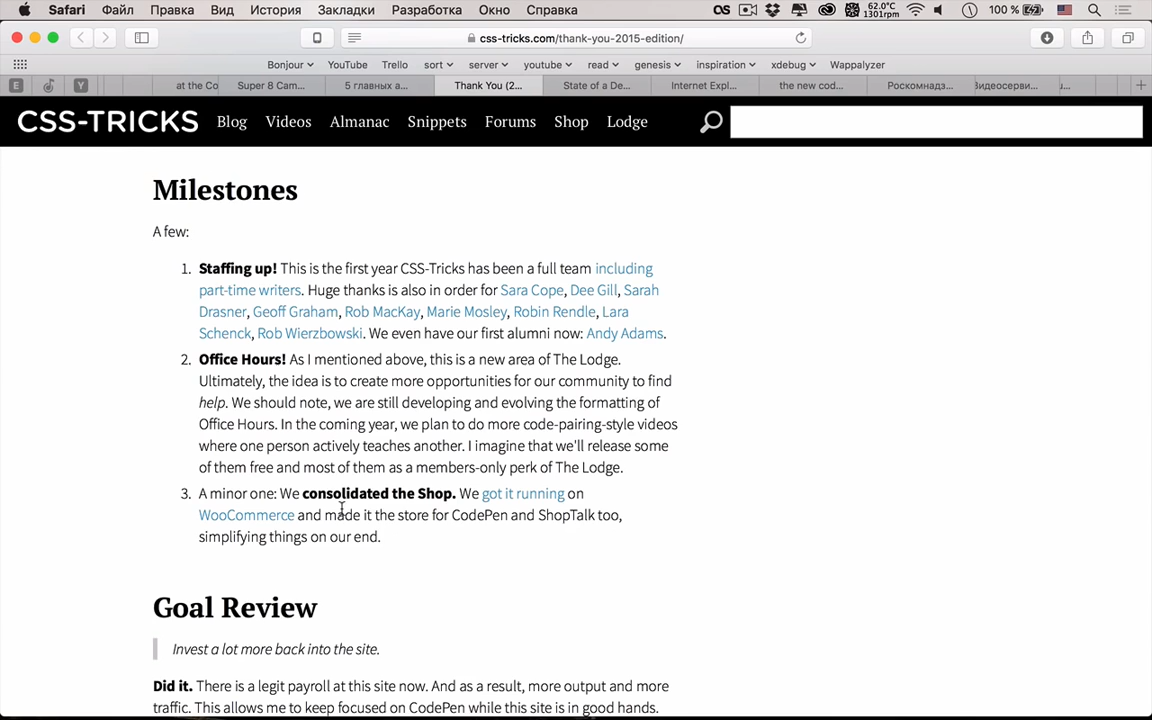 Safari Файл Правка Вид История Закладки Разработка Окно Справка 62.0°C 1301rpm 100 %
css-tricks.com/thank-you-2015-edition/
Bonjour YouTube Trello sort server youtube read genesis inspiration xdebug Wappalyzer
E Y at the Co Super 8 Cam... 5 главных а... Thank You (2... State of a De... Internet Expl... the new cod... Роскомнадз... Видеосерви...
CSS-TRICKS Blog Videos Almanac Snippets Forums Shop Lodge
Milestones
A few:
1. Staffing up! This is the first year CSS-Tricks has been a full team including
part-time writers. Huge thanks is also in order for Sara Cope, Dee Gill, Sarah
Drasner, Geoff Graham, Rob MacKay, Marie Mosley, Robin Rendle, Lara
Schenck, Rob Wierzbowski. We even have our first alumni now: Andy Adams.
2. Office Hours! As I mentioned above, this is a new area of The Lodge.
Ultimately, the idea is to create more opportunities for our community to find
help. We should note, we are still developing and evolving the formatting of
Office Hours. In the coming year, we plan to do more code-pairing-style videos
where one person actively teaches another. I imagine that we'll release some
of them free and most of them as a members-only perk of The Lodge.
3. A minor one: We consolidated the Shop. We got it running on
WooCommerce and made it the store for CodePen and ShopTalk too,
simplifying things on our end.
Goal Review
Invest a lot more back into the site.
Did it. There is a legit payroll at this site now. And as a result, more output and more
traffic. This allows me to keep focused on CodePen while this site is in good hands.